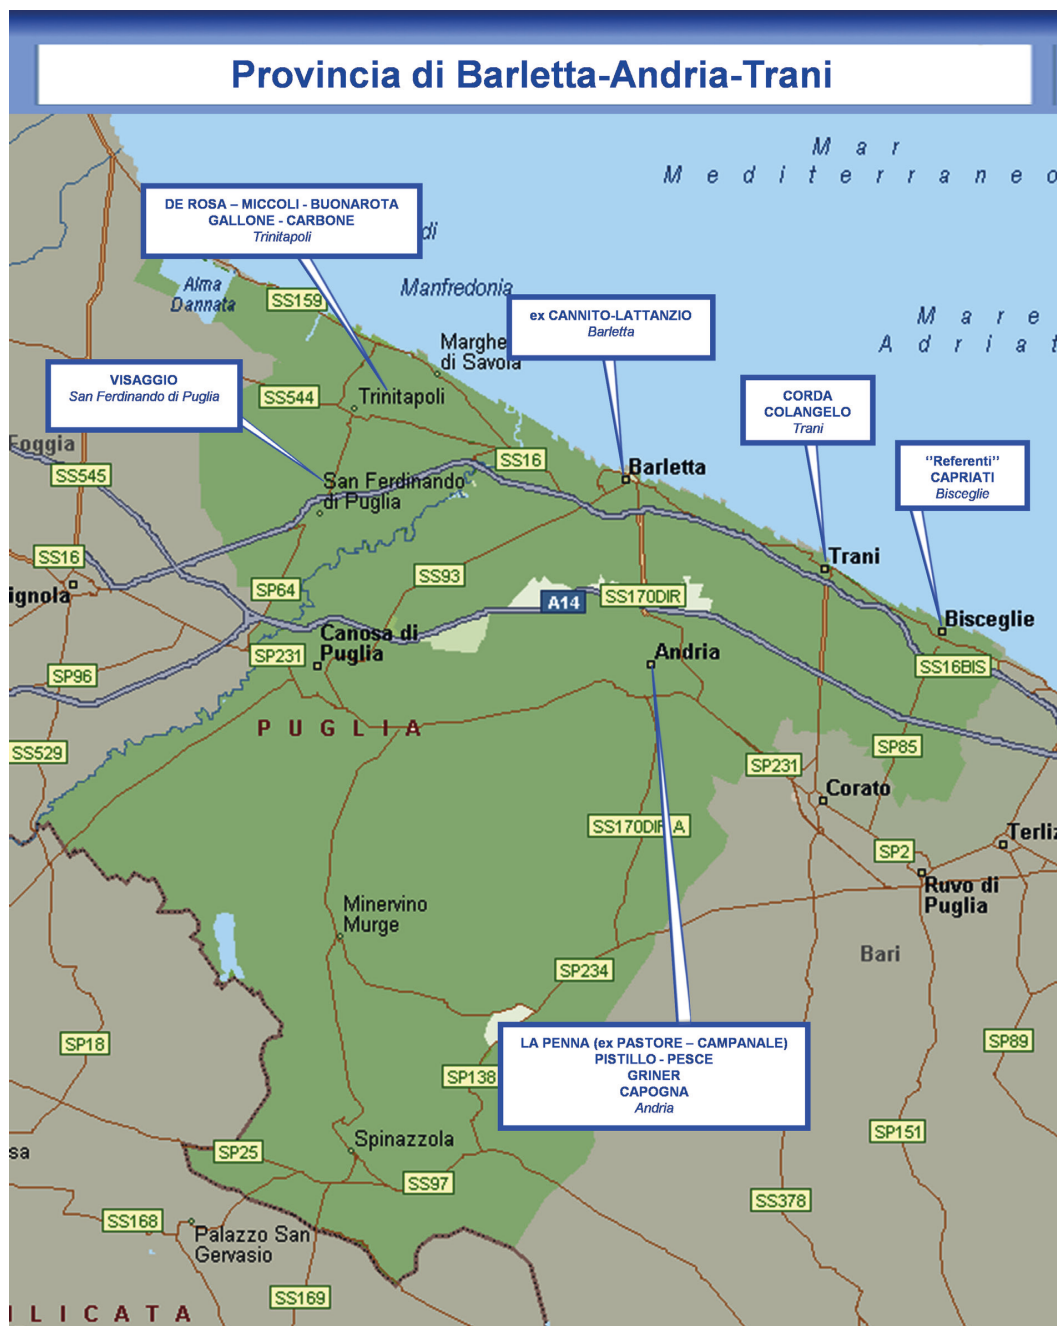 Provincia di Barletta-Andria-Trani
Mar
Mediterraneo
DE ROSA – MICCOLI - BUONAROTA
GALLONE - CARBONE
Trinitapoli
di
Manfredonia
Alma
Dannata
SS159
ex CANNITO-LATTANZIO
Barletta
Mare
Adriat
Marghe
di Savoia
VISAGGIO
San Ferdinando di Puglia
SS544
Trinitapoli
CORDA
COLANGELO
Trani
Foggia
SS545
SS16
Barletta
"Referenti"
CAPRIATI
Bisceglie
San Ferdinando
di Puglia
SS16
Trani
ignola
SP64
SS93
A14
SS170DIR
Bisceglie
Canosa di
Puglia
SP231
Andria
SS16BIS
SP96
PUGLIA
SS529
SP85
SP231
Corato
SS170DIR A
Terliz
SP2
Ruvo di
Puglia
Minervino
Murge
Bari
SP234
SP18
LA PENNA (ex PASTORE – CAMPANALE)
PISTILLO - PESCE
GRINER
CAPOGNA
Andria
SP89
SP138
SP151
sa
SP25
Spinazzola
SS97
SS378
SS168
Palazzo San
Gervasio
SS169
ILICATA